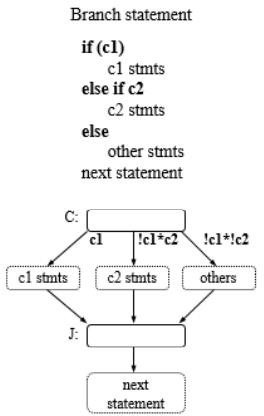 Branch statement
if (c1)
c1 stmts
else if c2
c2 stmts
else
other stmts
next statement
C:
c1 !c1*c2 !c1*!c2
c1 stmts c2 stmts others
J:
next
statement